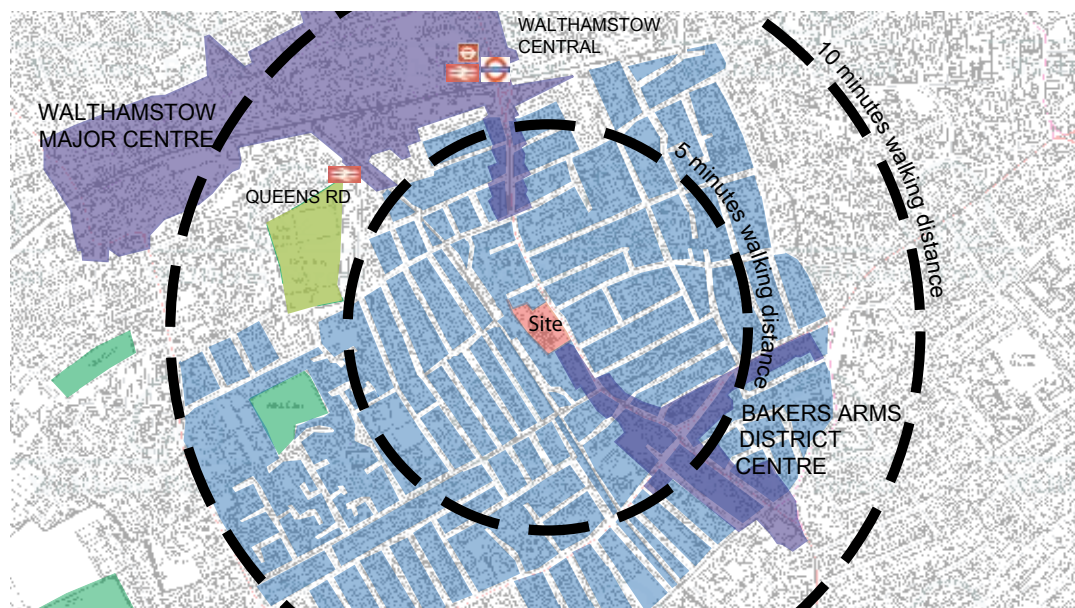 WALTHAMSTOW
CENTRAL
WALTHAMSTOW
MAJOR CENTRE
10 minutes walking distance
5 minutes walking distance
QUEENS RD
Site
BAKERS ARMS
DISTRICT
CENTRE